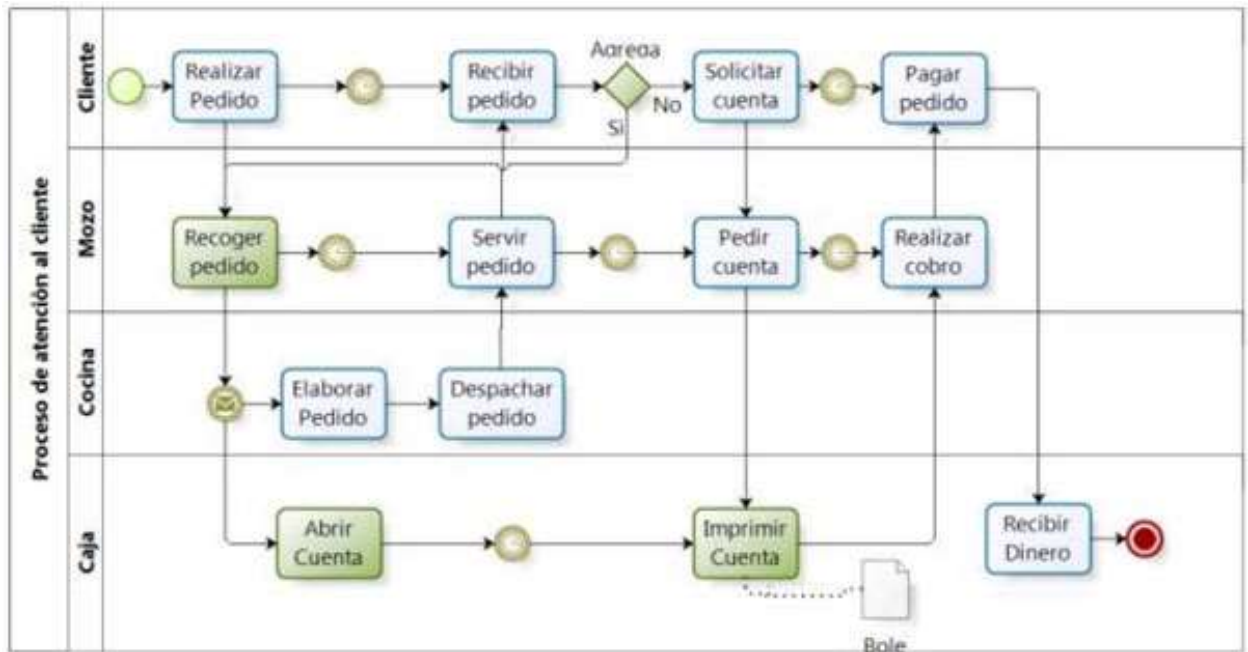 Proceso de atención al cliente
Cliente
Realizar
Pedido
Recibir
pedido
Agrega
No
Si
Solicitar
cuenta
Pagar
pedido
Mozo
Recoger
pedido
Servir
pedido
Pedir
cuenta
Realizar
cobro
Cocina
Elaborar
Pedido
Despachar
pedido
Caja
Abrir
Cuenta
Imprimir
Cuenta
Recibir
Dinero
Bole